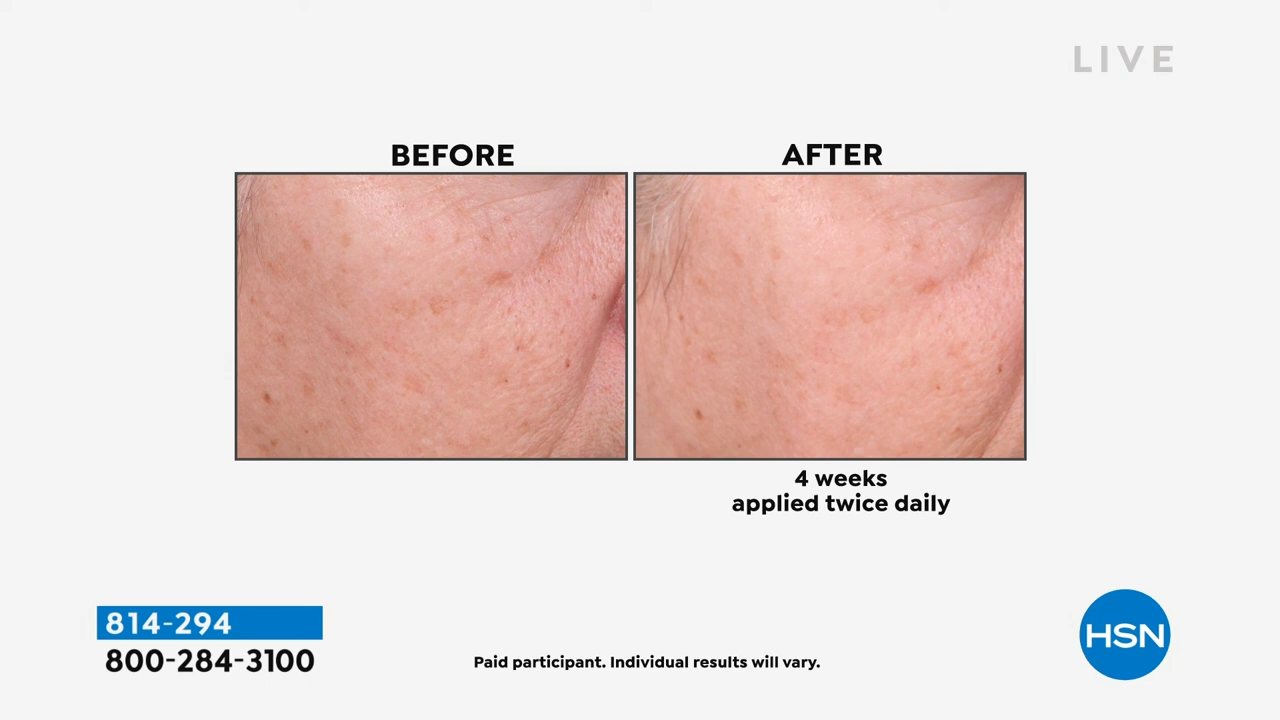 LIVE
BEFORE
AFTER
4 weeks
applied twice daily
814-294
800-284-3100
Paid participant. Individual results will vary.
HSN